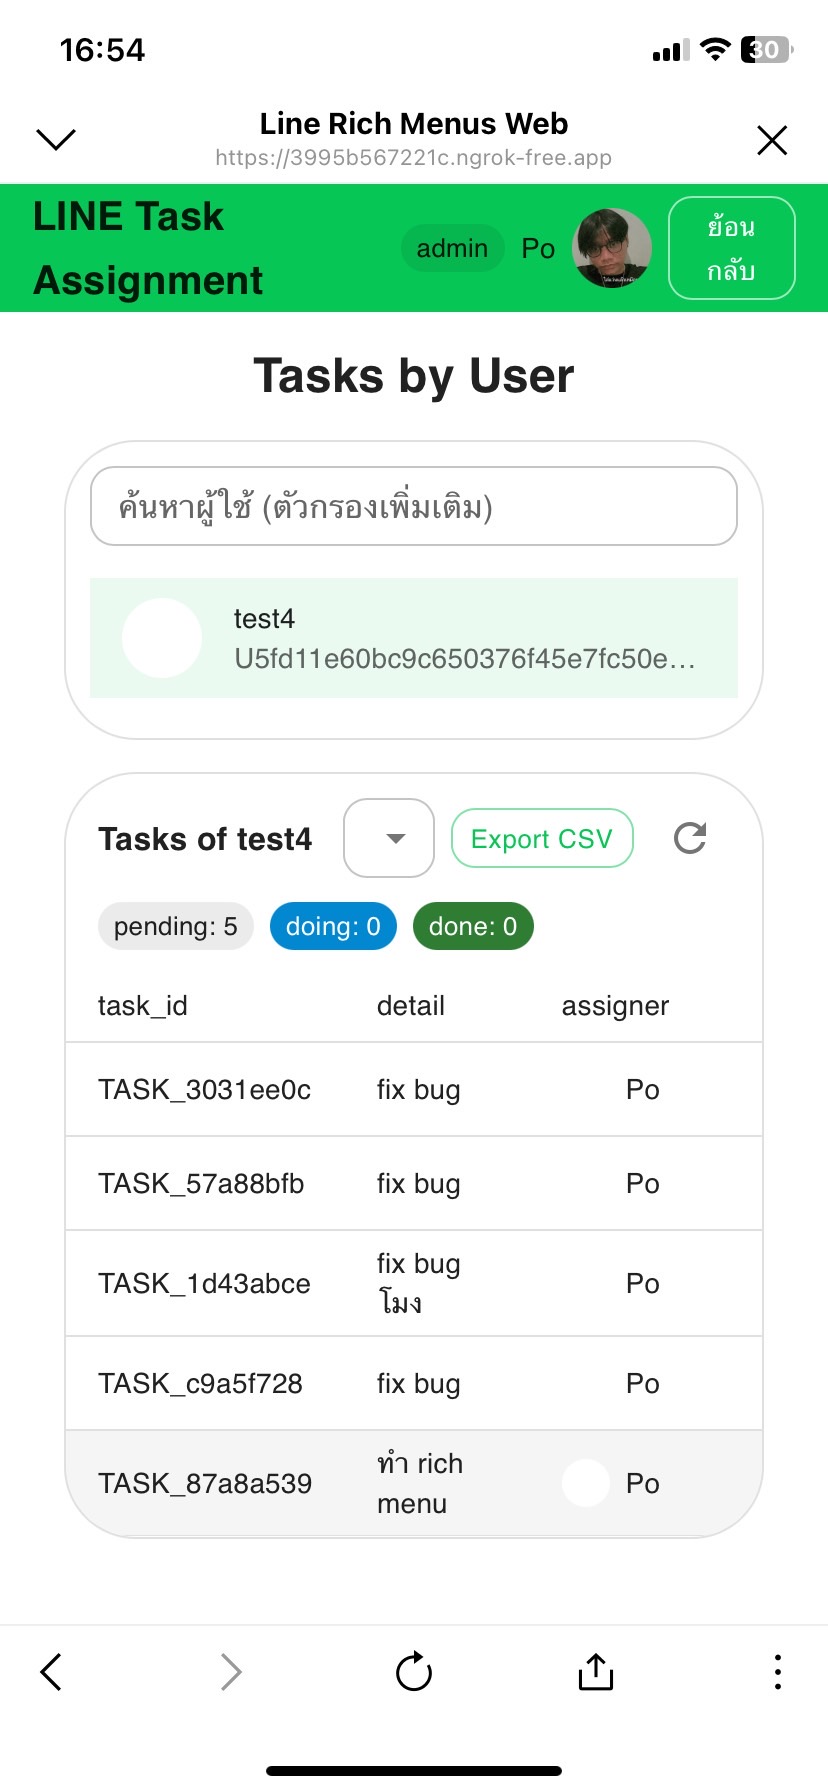 16:54
30
Line Rich Menus Web
https://3995b567221c.ngrok-free.app
LINE Task
Assignment
admin
Po
ย้อน
กลับ
Tasks by User
ค้นหาผู้ใช้ (ตัวกรองเพิ่มเติม)
test4
U5fd11e60bc9c650376f45e7fc50e...
Tasks of test4
Export CSV
pending: 5
doing: 0
done: 0
task_id detail assigner
TASK_3031ee0c fix bug Po
TASK_57a88bfb fix bug Po
TASK_1d43abce fix bug
โมง
Po
TASK_c9a5f728 fix bug Po
TASK_87a8a539 ทำ rich
menu
Po